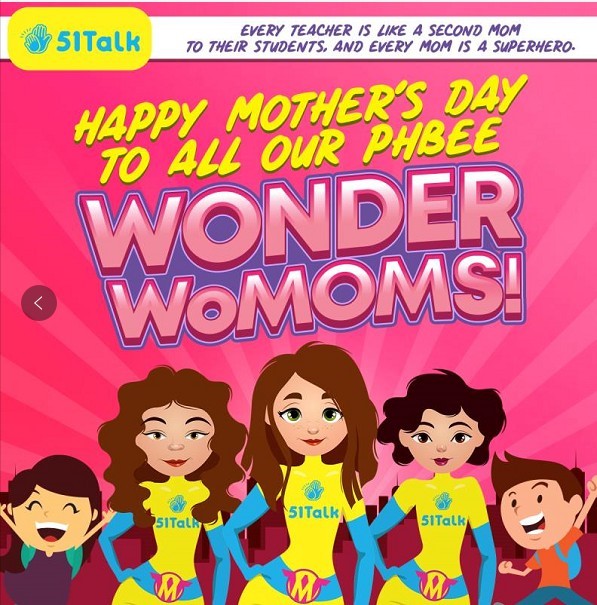 51Talk
EVERY TEACHER IS LIKE A SECOND MOM
TO THEIR STUDENTS, AND EVERY MOM IS A SUPERHERO.
HAPPY MOTHER'S DAY
TO ALL OUR PHBEE
WONDER
WoMOMS!
51Talk
51Talk
51Talk
M
M
M